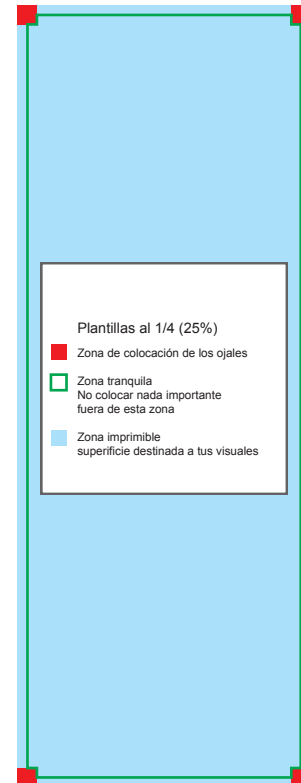 Plantillas al 1/4 (25%)
Zona de colocación de los ojales
Zona tranquila
No colocar nada importante
fuera de esta zona
Zona imprimible
superficie destinada a tus visuales